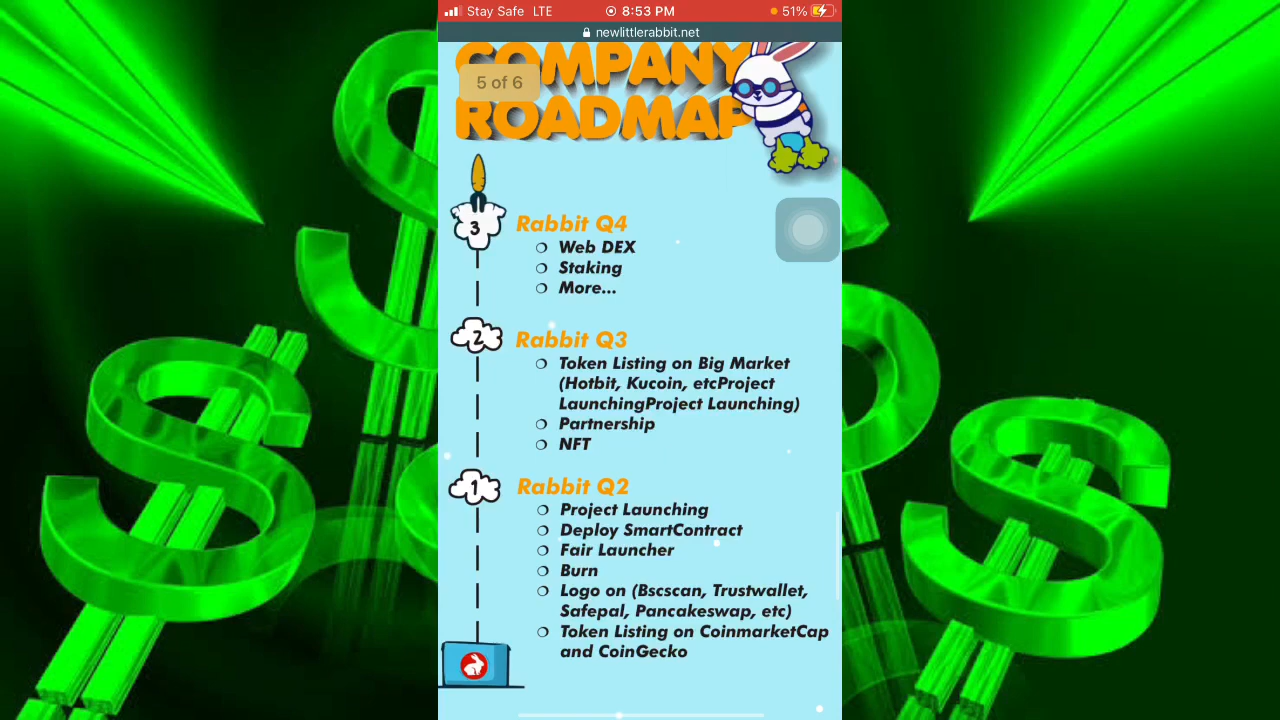 Stay Safe LTE 8:53 PM 51%
newlittlerabbit.net
COMPANY
5 of 6
ROADMAP
3
Rabbit Q4
Web DEX
Staking
More...
2
Rabbit Q3
Token Listing on Big Market
(Hotbit, Kucoin, etcProject
LaunchingProject Launching)
Partnership
NFT
1
Rabbit Q2
Project Launching
Deploy SmartContract
Fair Launcher
Burn
Logo on (Bscscan, Trustwallet,
Safepal, Pancakeswap, etc)
Token Listing on CoinmarketCap
and CoinGecko